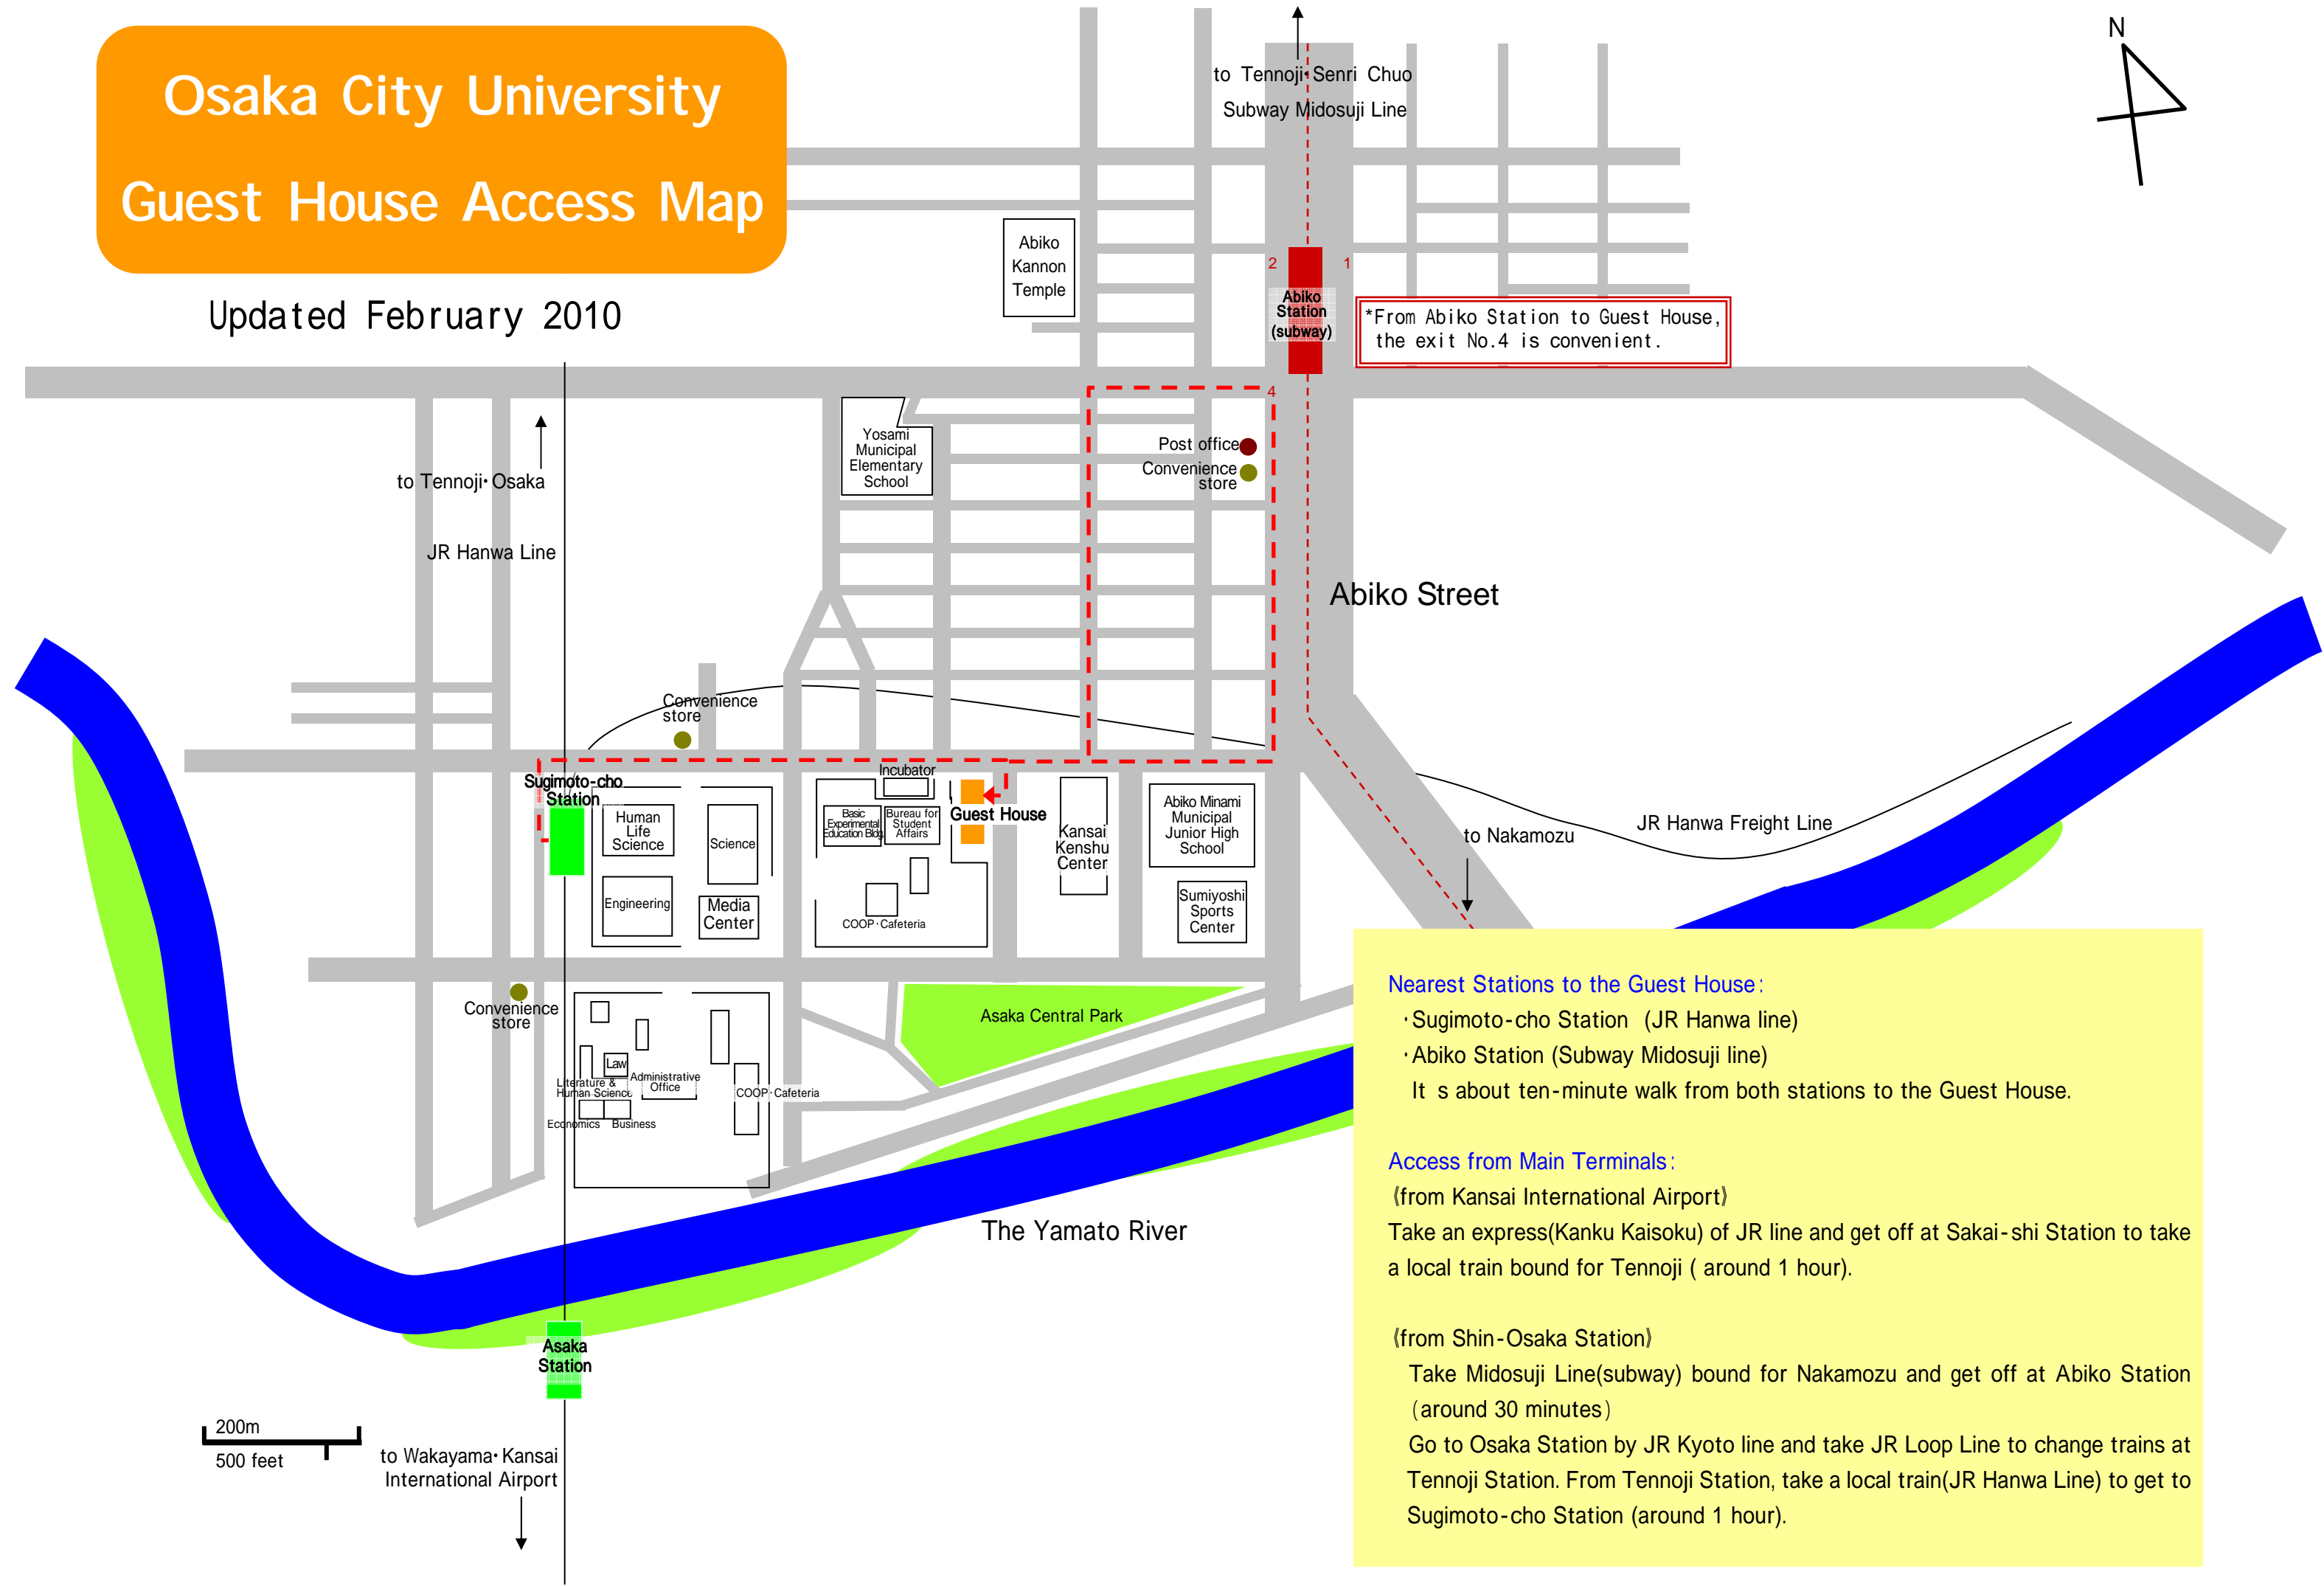 Osaka City University
Guest House Access Map
Updated February 2010
N
to Tennoji・Senri Chuo
Subway Midosuji Line
Abiko
Kannon
Temple
2
1
Abiko
Station
(subway)
*From Abiko Station to Guest House,
the exit No.4 is convenient.
4
Yosami
Municipal
Elementary
School
Post office
Convenience
store
to Tennoji・Osaka
JR Hanwa Line
Abiko Street
Convenience
store
Sugimoto-cho
Station
Human
Life
Science
Science
Engineering
Media
Center
Incubator
Basic
Experimental
Education Bldg.
Bureau for
Student
Affairs
Guest House
COOP・Cafeteria
Kansai
Kenshu
Center
Abiko Minami
Municipal
Junior High
School
Sumiyoshi
Sports
Center
to Nakamozu
JR Hanwa Freight Line
Convenience
store
Asaka Central Park
Law
Literature &
Human Science
Administrative
Office
COOP・Cafeteria
Economics
Business
The Yamato River
Asaka
Station
200m
500 feet
to Wakayama・Kansai
International Airport
Nearest Stations to the Guest House:
・Sugimoto-cho Station (JR Hanwa line)
・Abiko Station (Subway Midosuji line)
It s about ten-minute walk from both stations to the Guest House.
Access from Main Terminals:
《from Kansai International Airport》
Take an express(Kanku Kaisoku) of JR line and get off at Sakai-shi Station to take
a local train bound for Tennoji ( around 1 hour).
《from Shin-Osaka Station》
Take Midosuji Line(subway) bound for Nakamozu and get off at Abiko Station
(around 30 minutes)
Go to Osaka Station by JR Kyoto line and take JR Loop Line to change trains at
Tennoji Station. From Tennoji Station, take a local train(JR Hanwa Line) to get to
Sugimoto-cho Station (around 1 hour).